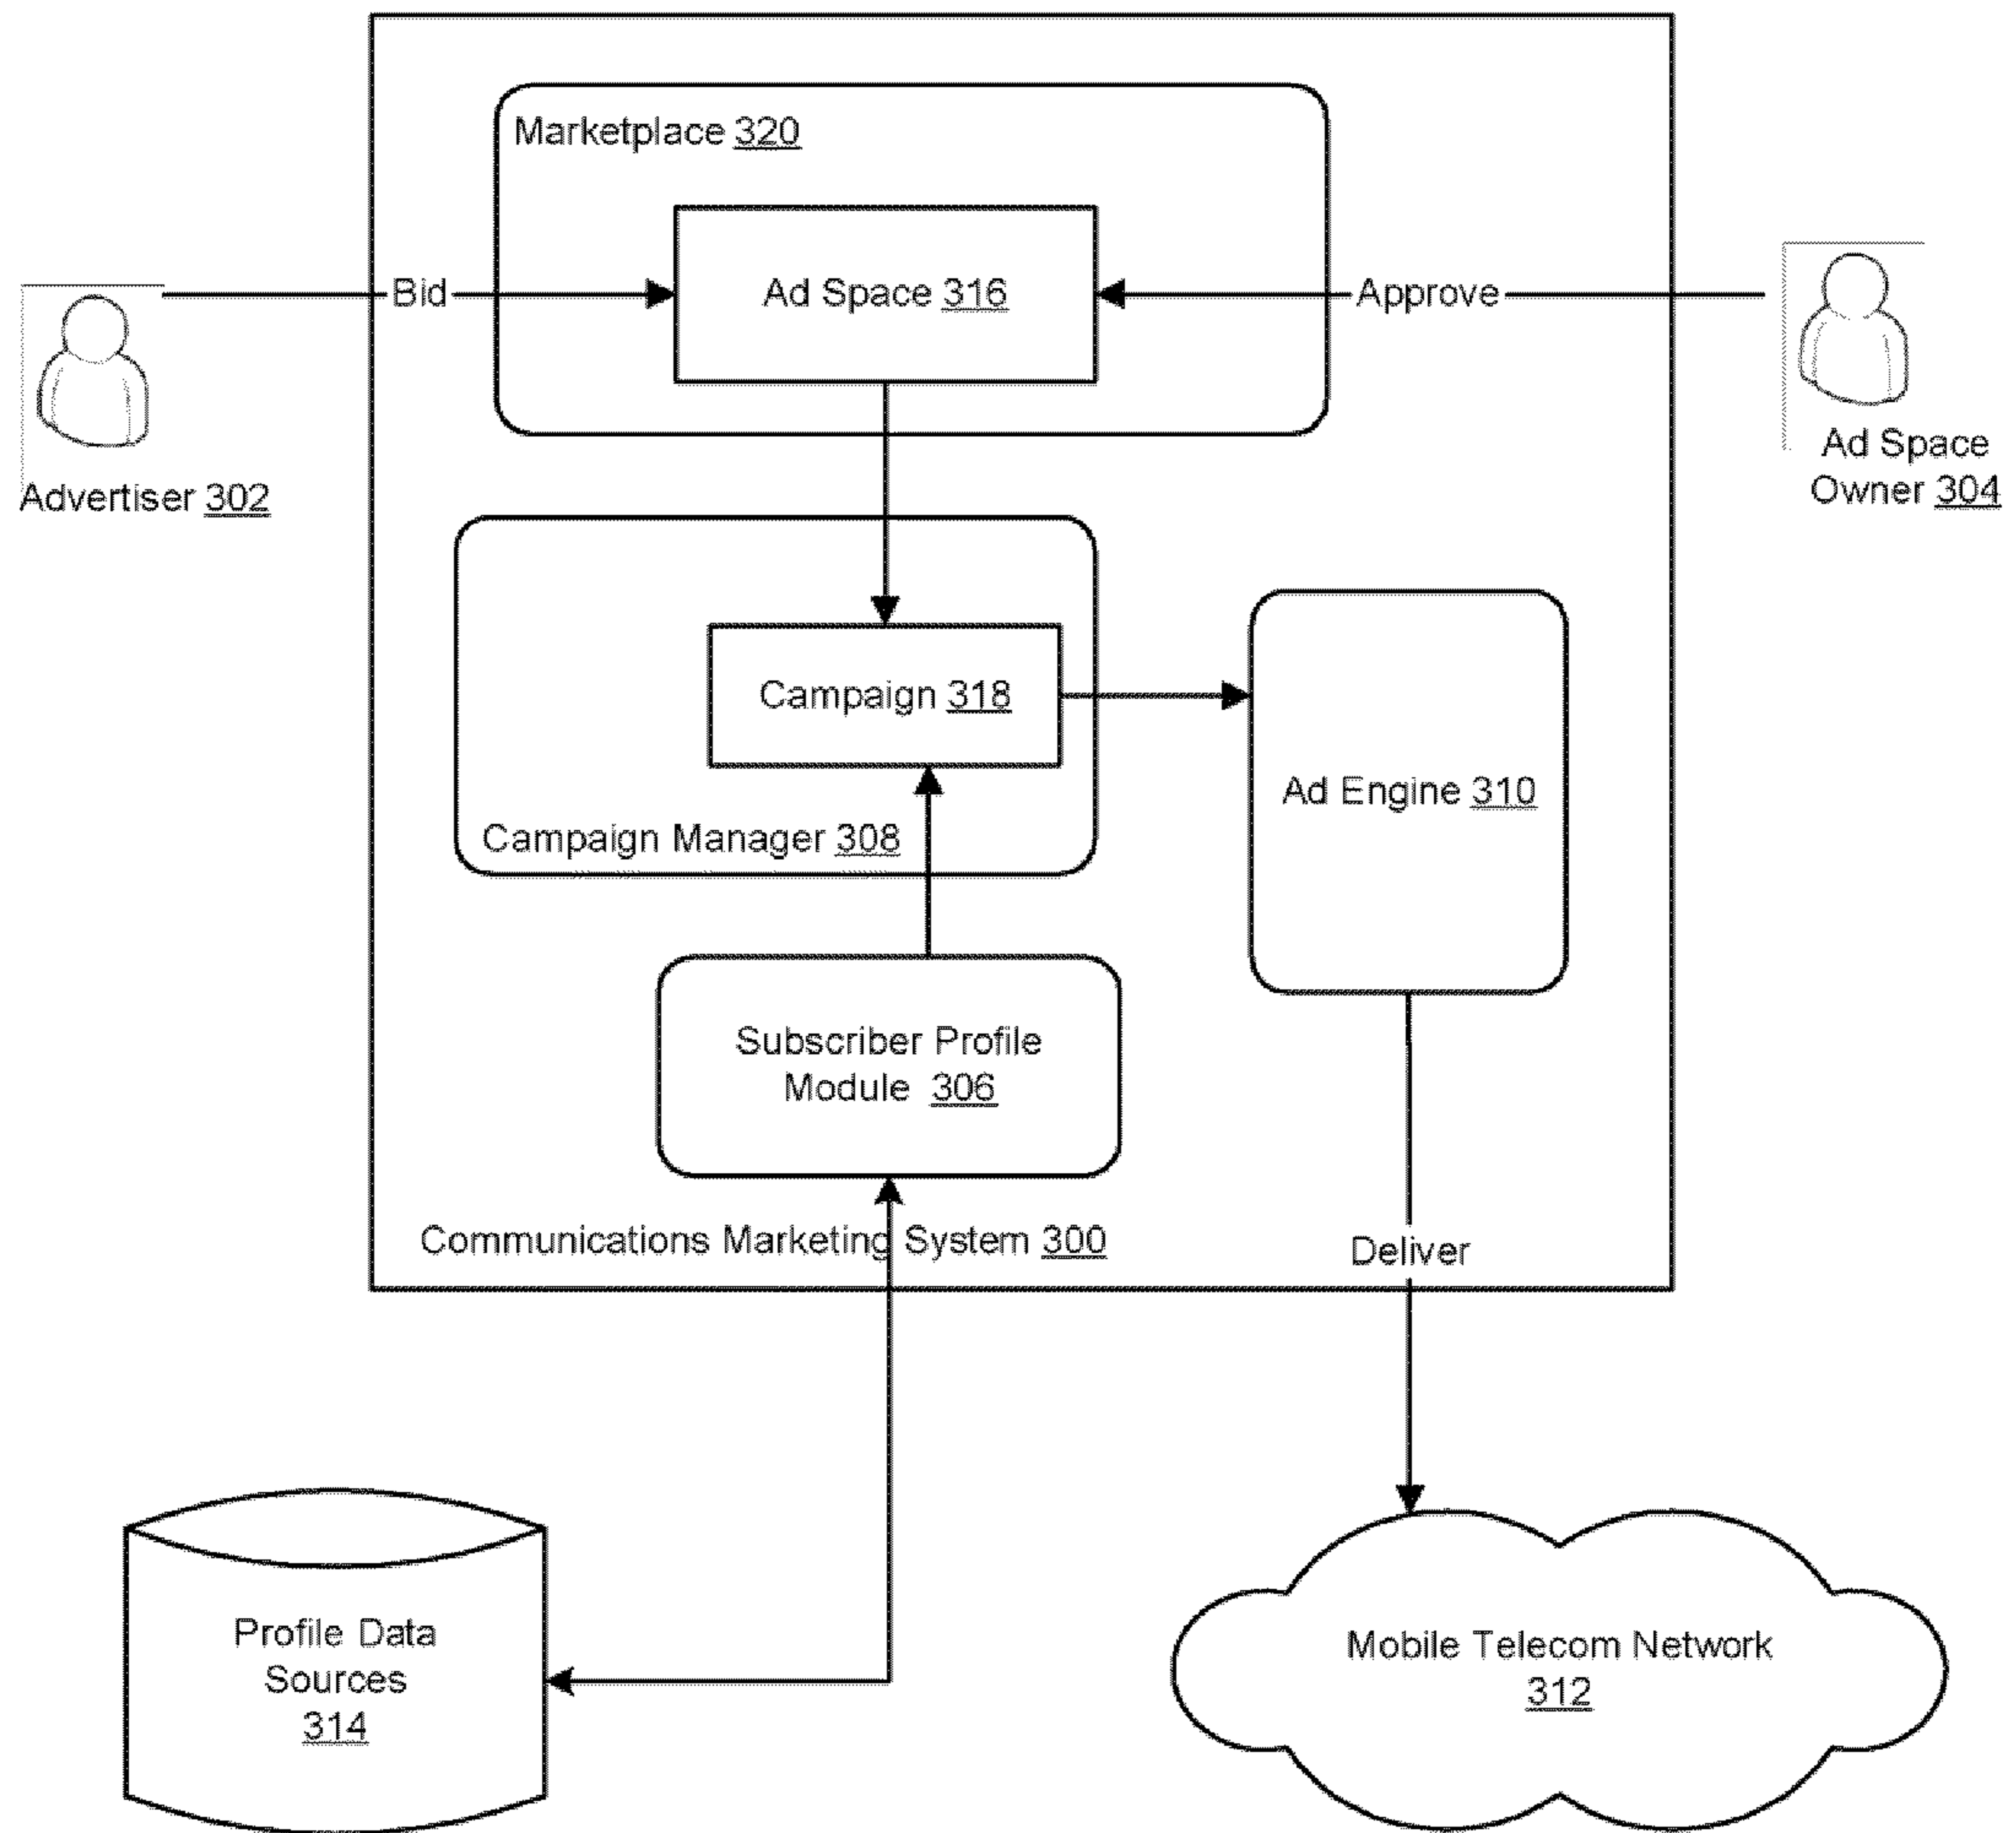 Marketplace 320
Bid
Ad Space 316
Approve
Advertiser 302
Ad Space
Owner 304
Campaign 318
Ad Engine 310
Campaign Manager 308
Subscriber Profile
Module 306
Communications Marketing System 300
Deliver
Profile Data
Sources
314
Mobile Telecom Network
312